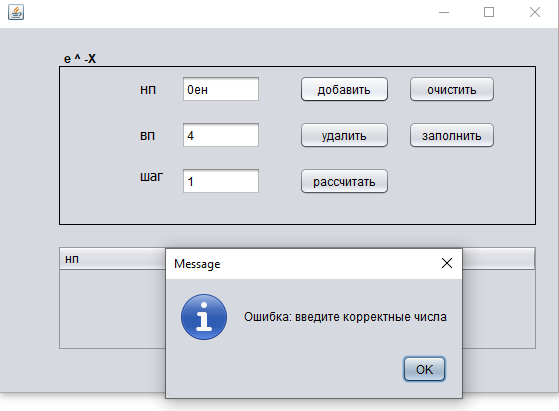 e ^ -X
нп 0ен добавить очистить
вп 4 удалить заполнить
шаг 1 рассчитать
нп
Message
Ошибка: введите корректные числа
OK